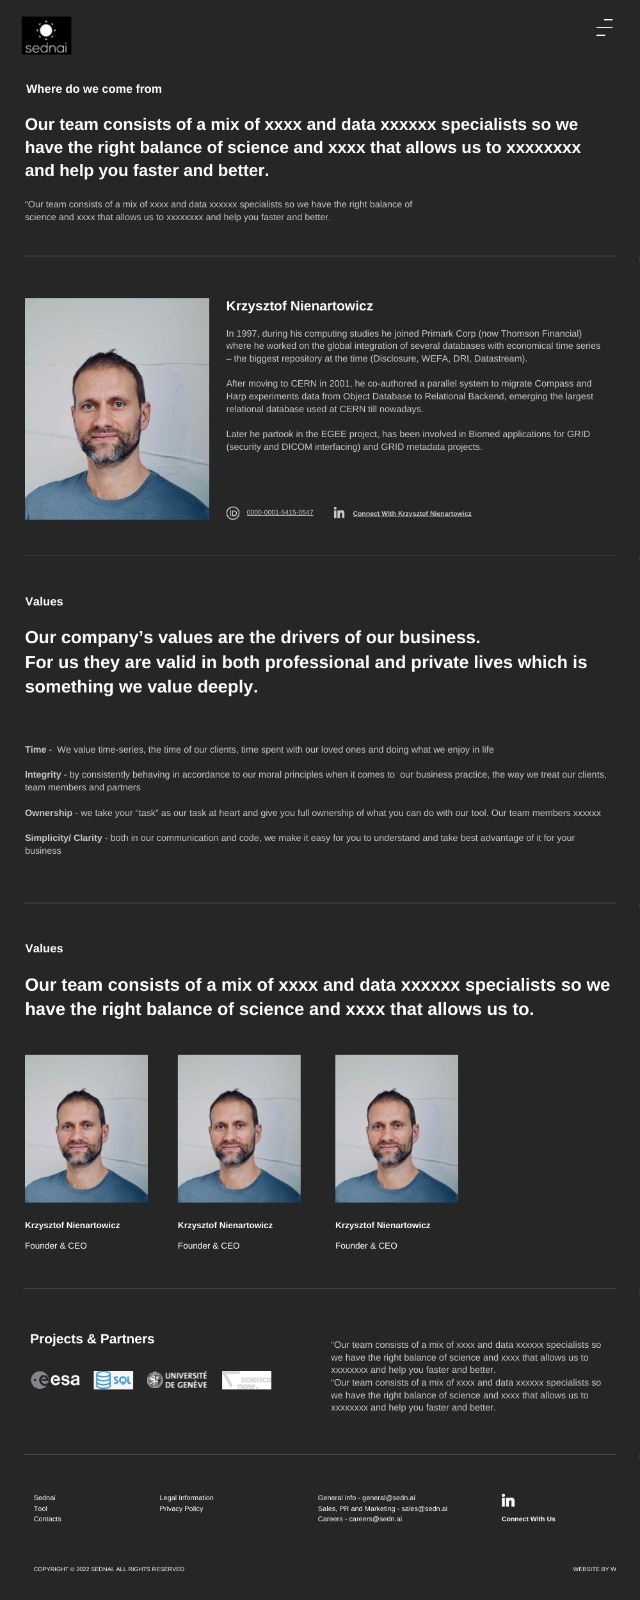 sednai
Where do we come from
Our team consists of a mix of xxxx and data xxxxxx specialists so we
have the right balance of science and xxxx that allows us to xxxxxxxx
and help you faster and better.
“Our team consists of a mix of xxxx and data xxxxxx specialists so we have the right balance of
science and xxxx that allows us to xxxxxxxx and help you faster and better.
Krzysztof Nienartowicz
In 1997, during his computing studies he joined Primark Corp (now Thomson Financial)
where he worked on the global integration of several databases with economical time series
– the biggest repository at the time (Disclosure, WEFA, DRI, Datastream).
After moving to CERN in 2001, he co-authored a parallel system to migrate Compass and
Harp experiments data from Object Database to Relational Backend, emerging the largest
relational database used at CERN till nowadays.
Later he partook in the EGEE project, has been involved in Biomed applications for GRID
(security and DICOM interfacing) and GRID metadata projects.
iD 0000-0001-5415-0547 in Connect With Krzysztof Nienartowicz
Values
Our company’s values are the drivers of our business.
For us they are valid in both professional and private lives which is
something we value deeply.
Time - We value time-series, the time of our clients, time spent with our loved ones and doing what we enjoy in life
Integrity - by consistently behaving in accordance to our moral principles when it comes to our business practice, the way we treat our clients,
team members and partners
Ownership - we take your “task” as our task at heart and give you full ownership of what you can do with our tool. Our team members xxxxxx
Simplicity/ Clarity - both in our communication and code, we make it easy for you to understand and take best advantage of it for your
business
Values
Our team consists of a mix of xxxx and data xxxxxx specialists so we
have the right balance of science and xxxx that allows us to.
Krzysztof Nienartowicz Krzysztof Nienartowicz Krzysztof Nienartowicz
Founder & CEO Founder & CEO Founder & CEO
Projects & Partners
esa SQL UNIVERSITÉ
DE GENÈVE
science
now.
“Our team consists of a mix of xxxx and data xxxxxx specialists so
we have the right balance of science and xxxx that allows us to
xxxxxxxx and help you faster and better.
“Our team consists of a mix of xxxx and data xxxxxx specialists so
we have the right balance of science and xxxx that allows us to
xxxxxxxx and help you faster and better.
Sednai
Tool
Contacts
Legal Information
Privacy Policy
General info - general@sedn.ai
Sales, PR and Marketing - sales@sedn.ai
Careers - careers@sedn.ai
in
Connect With Us
COPYRIGHT © 2022 SEDNAI. ALL RIGHTS RESERVED
WEBSITE BY W